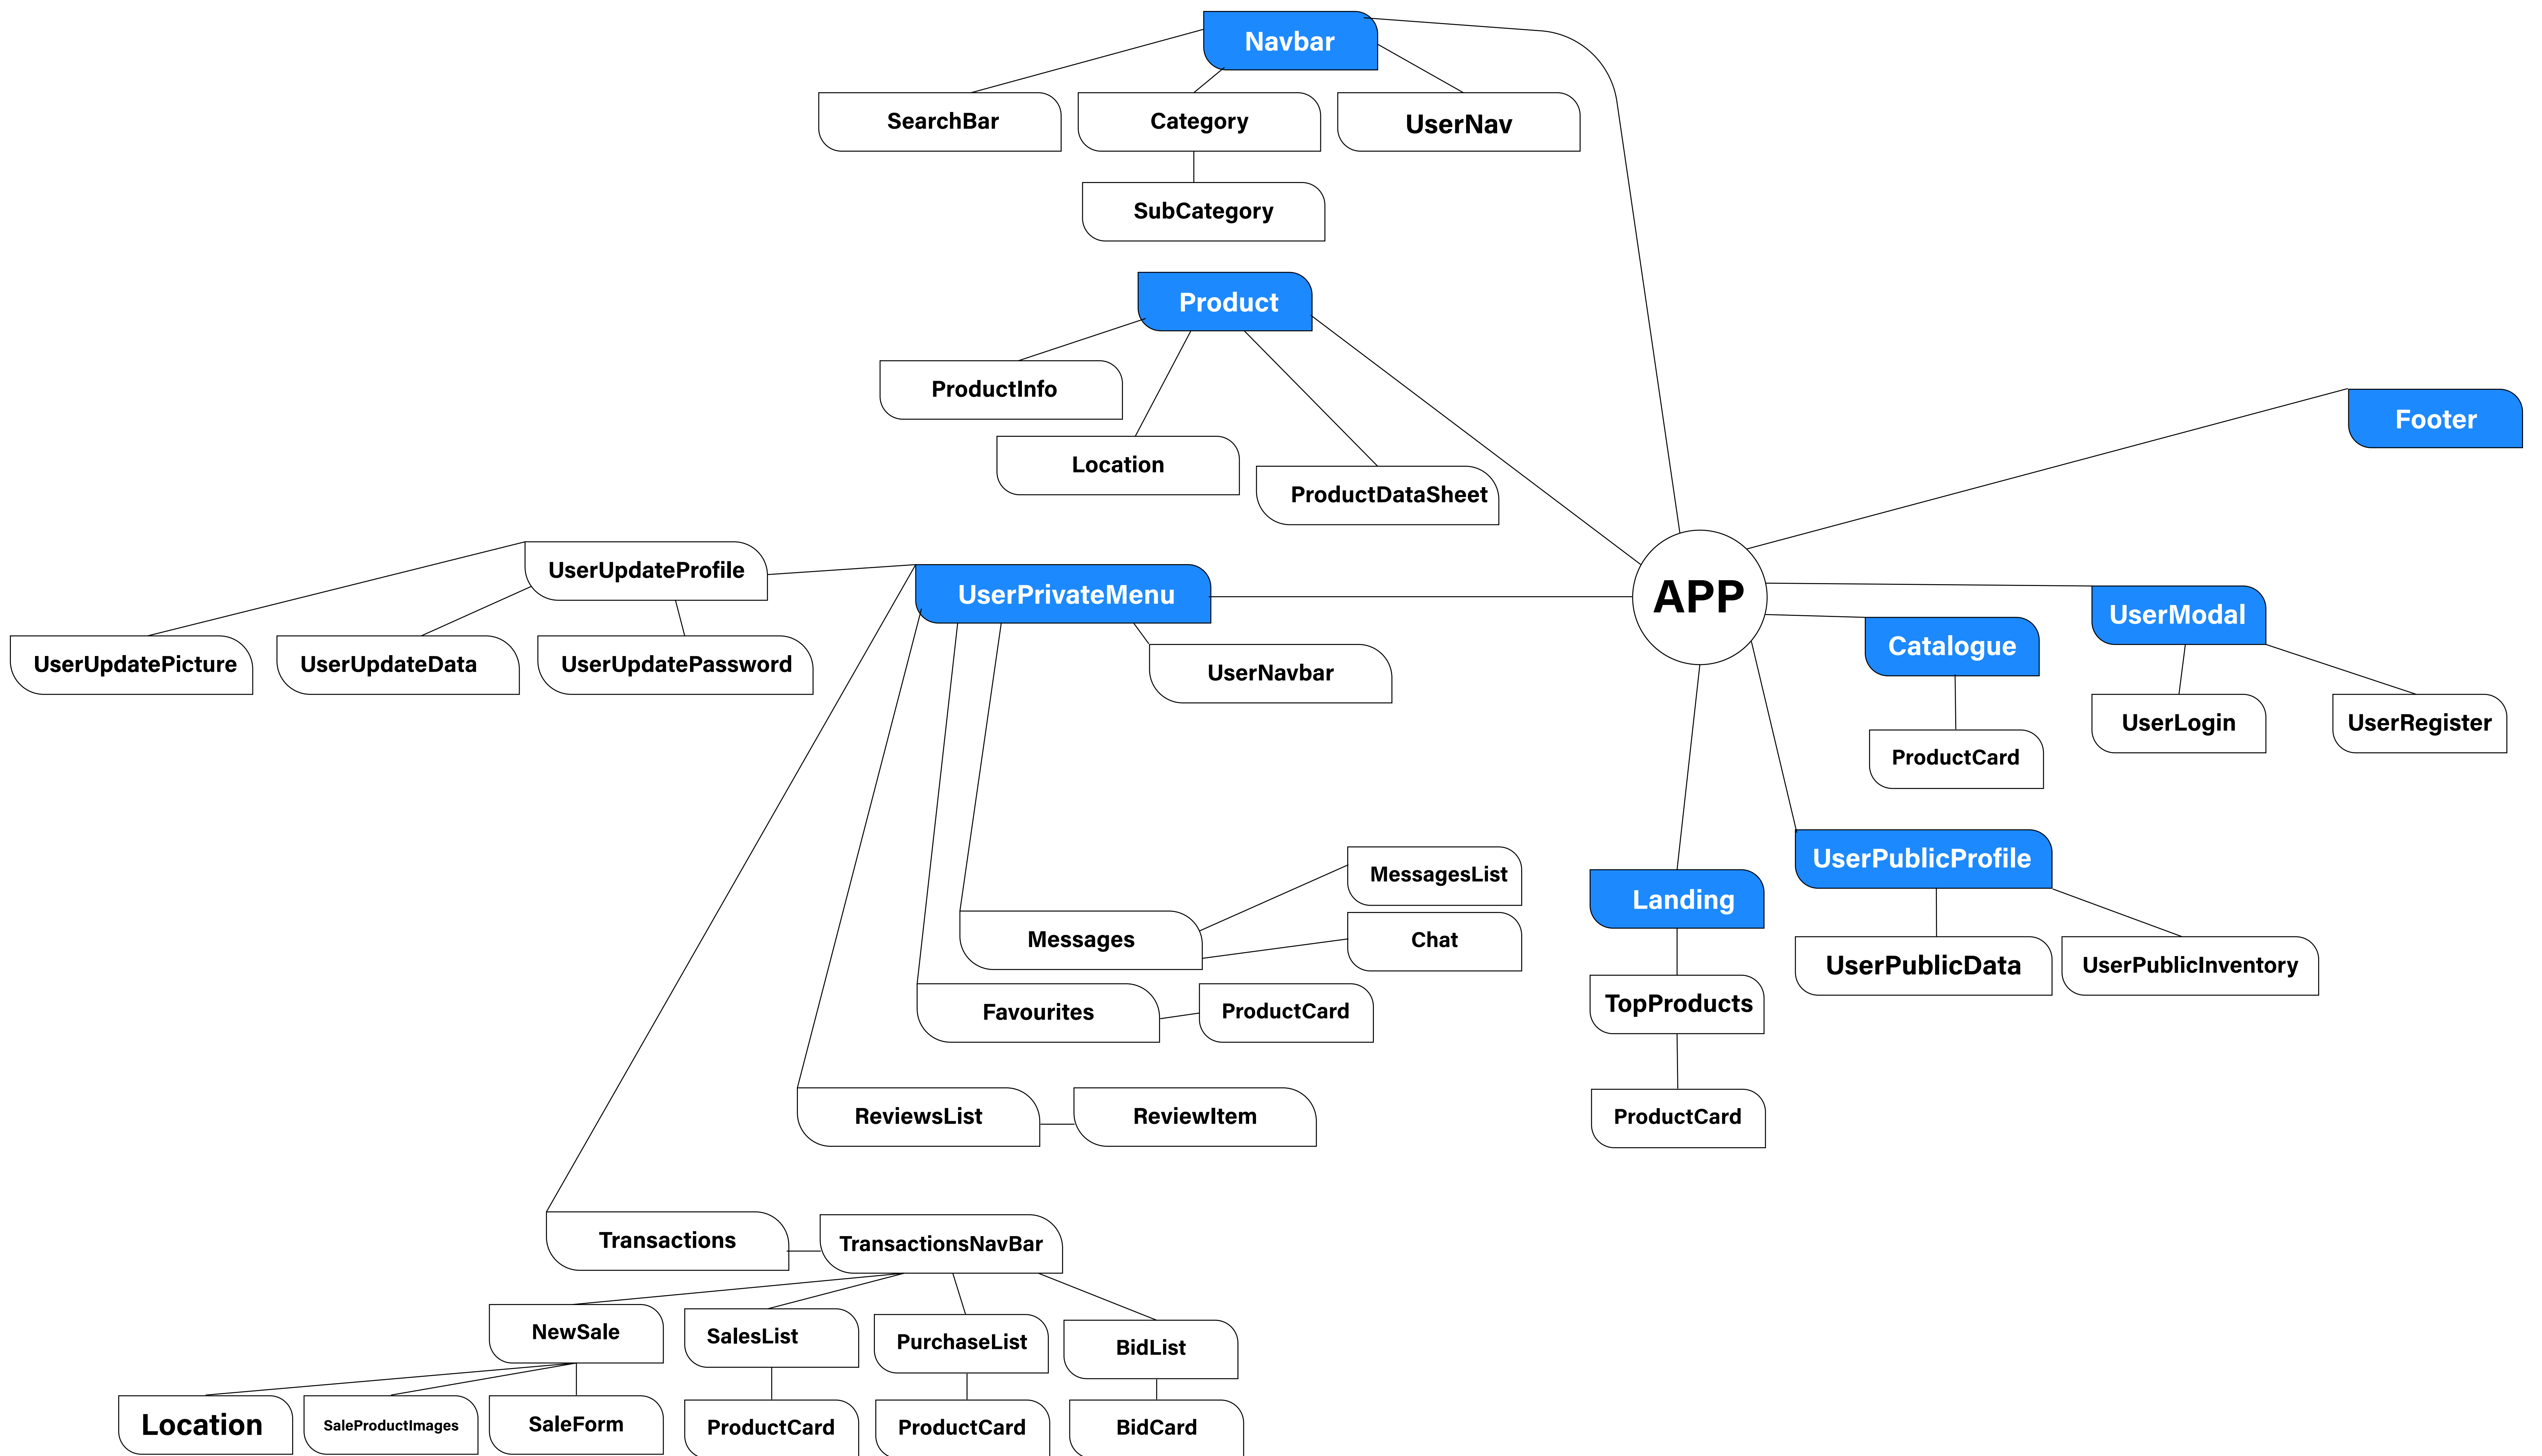 Navbar
SearchBar
Category
UserNav
SubCategory
Product
ProductInfo
Location
ProductDataSheet
Footer
UserUpdateProfile
UserPrivateMenu
APP
UserModal
Catalogue
UserUpdatePicture
UserUpdateData
UserUpdatePassword
UserNavbar
UserLogin
UserRegister
ProductCard
UserPublicProfile
MessagesList
Landing
Messages
Chat
UserPublicData
UserPublicInventory
TopProducts
Favourites
ProductCard
ReviewsList
ReviewItem
ProductCard
Transactions
TransactionsNavBar
NewSale
SalesList
PurchaseList
BidList
Location
SaleProductImages
SaleForm
ProductCard
ProductCard
BidCard